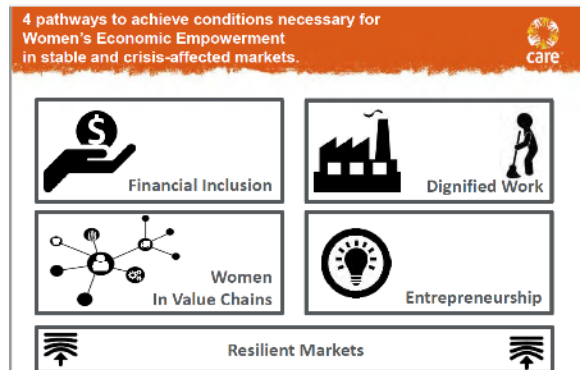 4 pathways to achieve conditions necessary for
Women's Economic Empowerment
in stable and crisis-affected markets.
care
$
Financial Inclusion
Dignified Work
Women
In Value Chains
Entrepreneurship
Resilient Markets